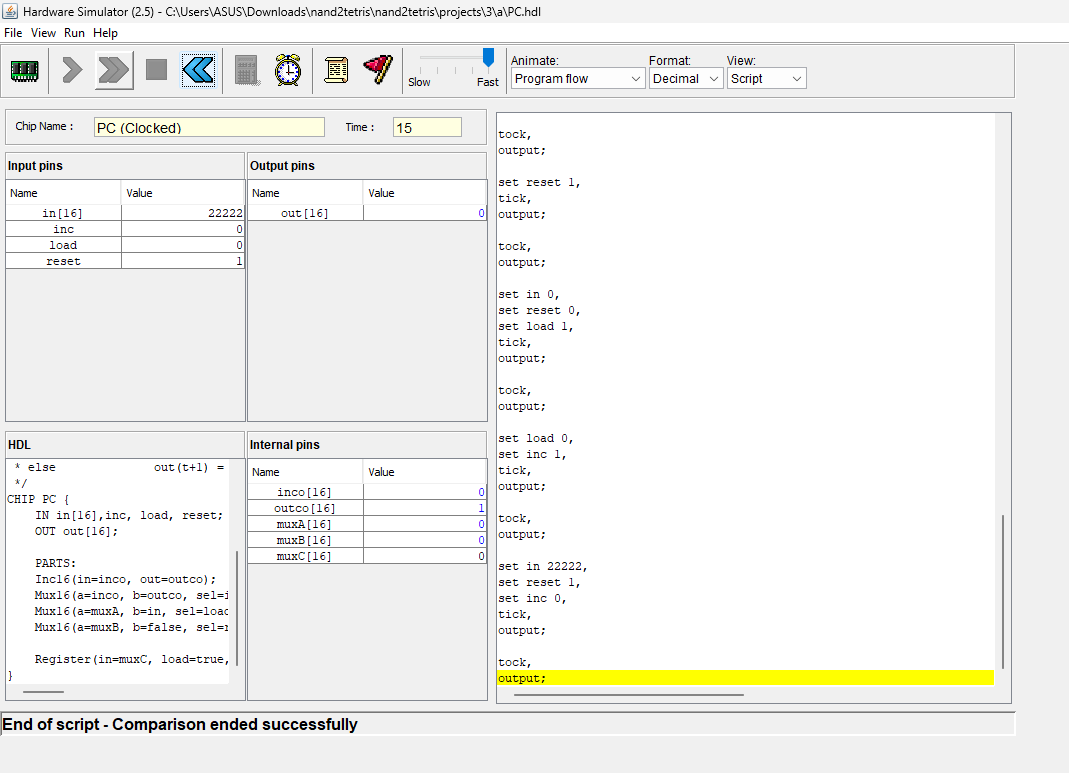 Hardware Simulator (2.5) - C:\Users\ASUS\Downloads\nand2tetris\nand2tetris\projects\3\a\PC.hdl
File View Run Help
Slow Fast
Animate: Format: View:
Program flow Decimal Script
Chip Name : PC (Clocked) Time : 15
Input pins
Name Value
in[16] 22222
inc 0
load 0
reset 1
Output pins
Name Value
out[16] 0
HDL
* else out(t+1) =
*/
CHIP PC {
IN in[16],inc, load, reset;
OUT out[16];
PARTS:
Inc16(in=inco, out=outco);
Mux16(a=inco, b=outco, sel=i
Mux16(a=muxA, b=in, sel=load
Mux16(a=muxB, b=false, sel=r
Register(in=muxC, load=true,
}
Internal pins
Name Value
inco[16] 0
outco[16] 1
muxA[16] 0
muxB[16] 0
muxC[16] 0
tock,
output;
set reset 1,
tick,
output;
tock,
output;
set in 0,
set reset 0,
set load 1,
tick,
output;
tock,
output;
set load 0,
set inc 1,
tick,
output;
tock,
output;
set in 22222,
set reset 1,
set inc 0,
tick,
output;
tock,
output;
End of script - Comparison ended successfully